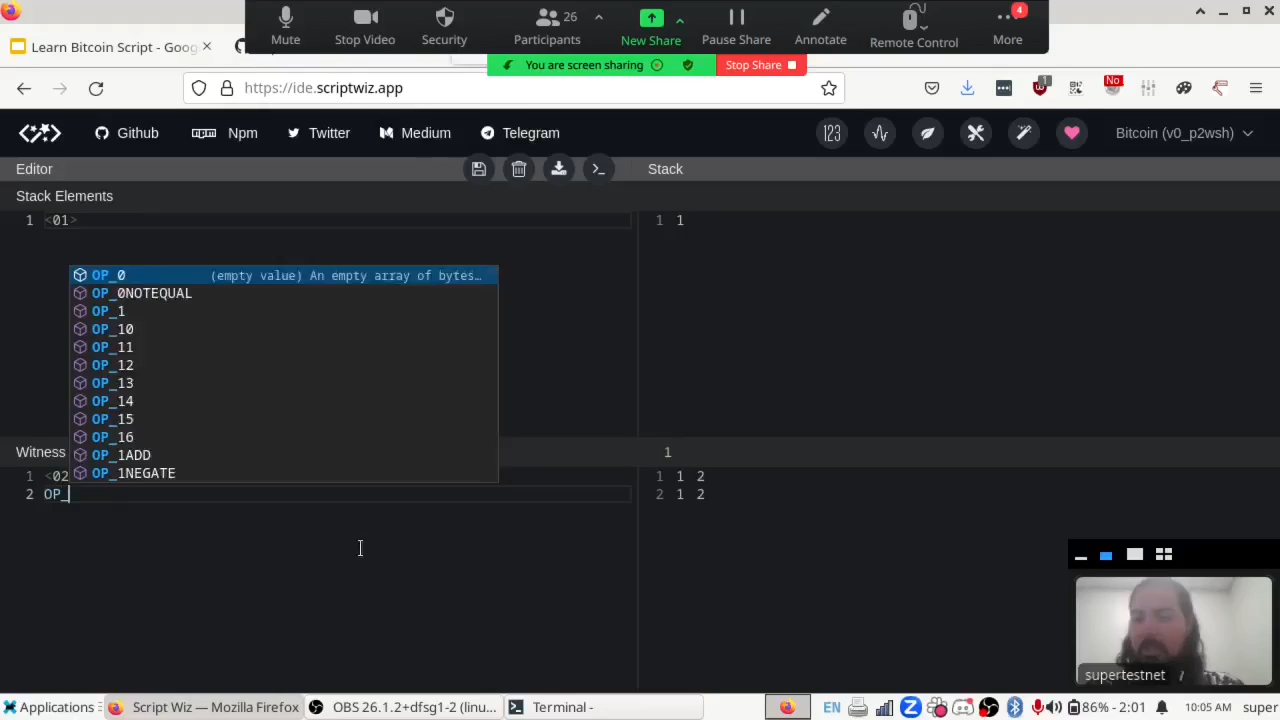 Mute
Stop Video
Security
26
Participants
New Share
Pause Share
Annotate
Remote Control
4
More
Learn Bitcoin Script - Goog
You are screen sharing
Stop Share
https://ide.scriptwiz.app
1
No
Github
Npm
Twitter
Medium
Telegram
123
Bitcoin (v0_p2wsh)
Editor
Stack
Stack Elements
1 <01>
1 1
OP_0 (empty value) An empty array of bytes…
OP_0NOTEQUAL
OP_1
OP_10
OP_11
OP_12
OP_13
OP_14
OP_15
OP_16
OP_1ADD
OP_1NEGATE
Witness
1
1 <02
1 1 2
2 OP_
2 1 2
supertestnet
Applications
Script Wiz — Mozilla Firefox
OBS 26.1.2+dfsg1-2 (linu...
Terminal -
EN
86% - 2:01
10:05 AM
super